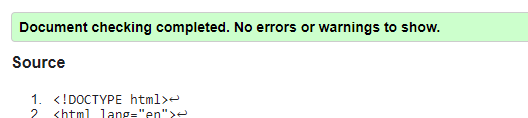 Document checking completed. No errors or warnings to show.
Source
1. <!DOCTYPE html>↩
2. <html lang="en">↩